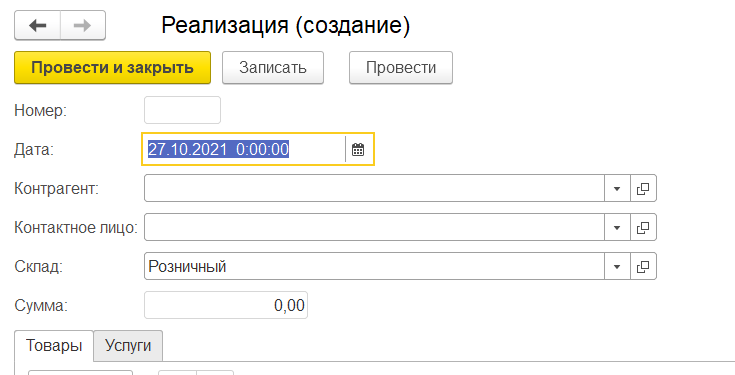 Реализация (создание)
Провести и закрыть Записать Провести
Номер:
Дата: 27.10.2021 0:00:00
Контрагент:
Контактное лицо:
Склад: Розничный
Сумма: 0,00
Товары Услуги